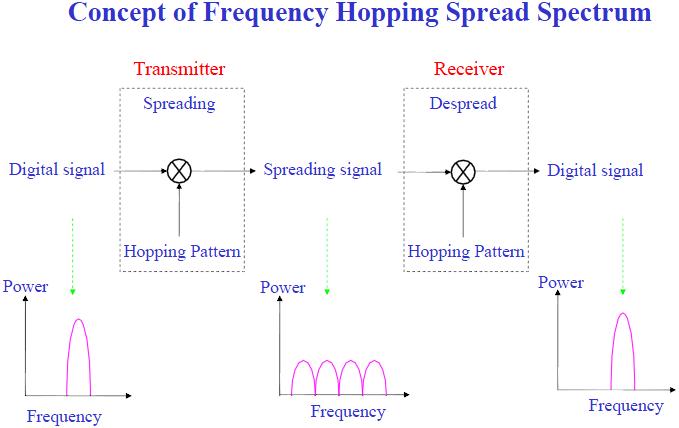 Concept of Frequency Hopping Spread Spectrum
Transmitter
Receiver
Spreading
Despread
Digital signal
Spreading signal
Digital signal
Hopping Pattern
Hopping Pattern
Power
Power
Power
Frequency
Frequency
Frequency